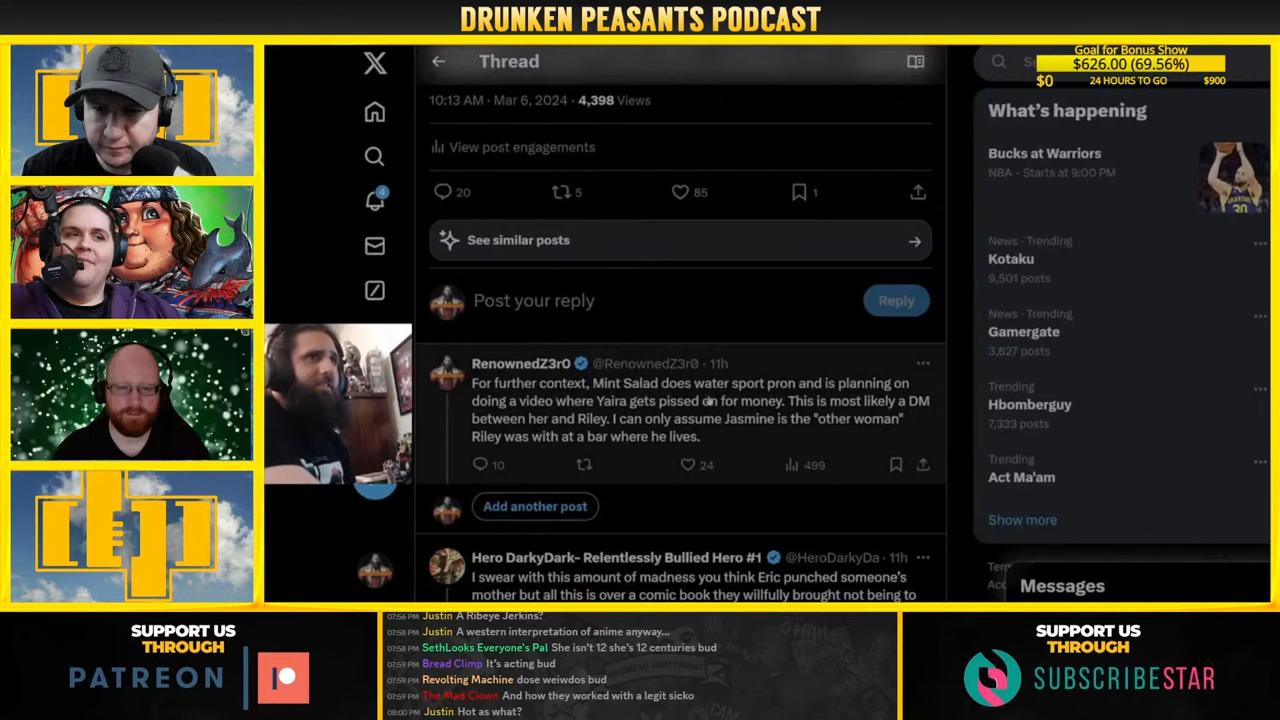 DRUNKEN PEASANTS PODCAST
Goal for Bonus Show
$626.00 (69.56%)
$0 24 HOURS TO GO $900
Thread
10:13 AM · Mar 6, 2024 · 4,398 Views
View post engagements
20 5 85 1
See similar posts
Post your reply
Reply
RenownedZ3r0 @RenownedZ3r0 · 11h
For further context, Mint Salad does water sport pron and is planning on
doing a video where Yaira gets pissed on for money. This is most likely a DM
between her and Riley. I can only assume Jasmine is the "other woman"
Riley was with at a bar where he lives.
10 24 499
Add another post
Hero DarkyDark- Relentlessly Bullied Hero #1 @HeroDarkyDa · 11h
I swear with this amount of madness you think Eric punched someone's
mother but all this is over a comic book they willfully brought not being to
4
What's happening
Bucks at Warriors
NBA · Starts at 9:00 PM
30
News · Trending
Kotaku
9,501 posts
News · Trending
Gamergate
3,627 posts
Trending
Hbomberguy
7,333 posts
Trending
Act Ma'am
Show more
Messages
SUPPORT US
THROUGH
PATREON
07:56 PM Justin A Ribeye Jerkins?
07:58 PM Justin A western interpretation of anime anyway...
07:58 PM SethLooks Everyone's Pal She isn't 12 she's 12 centuries bud
07:59 PM Bread Climp It's acting bud
07:59 PM Revolting Machine dose weiwdos bud
07:59 PM The Mad Clown And how they worked with a legit sicko
08:00 PM Justin Hot as what?
SUPPORT US
THROUGH
SUBSCRIBESTAR